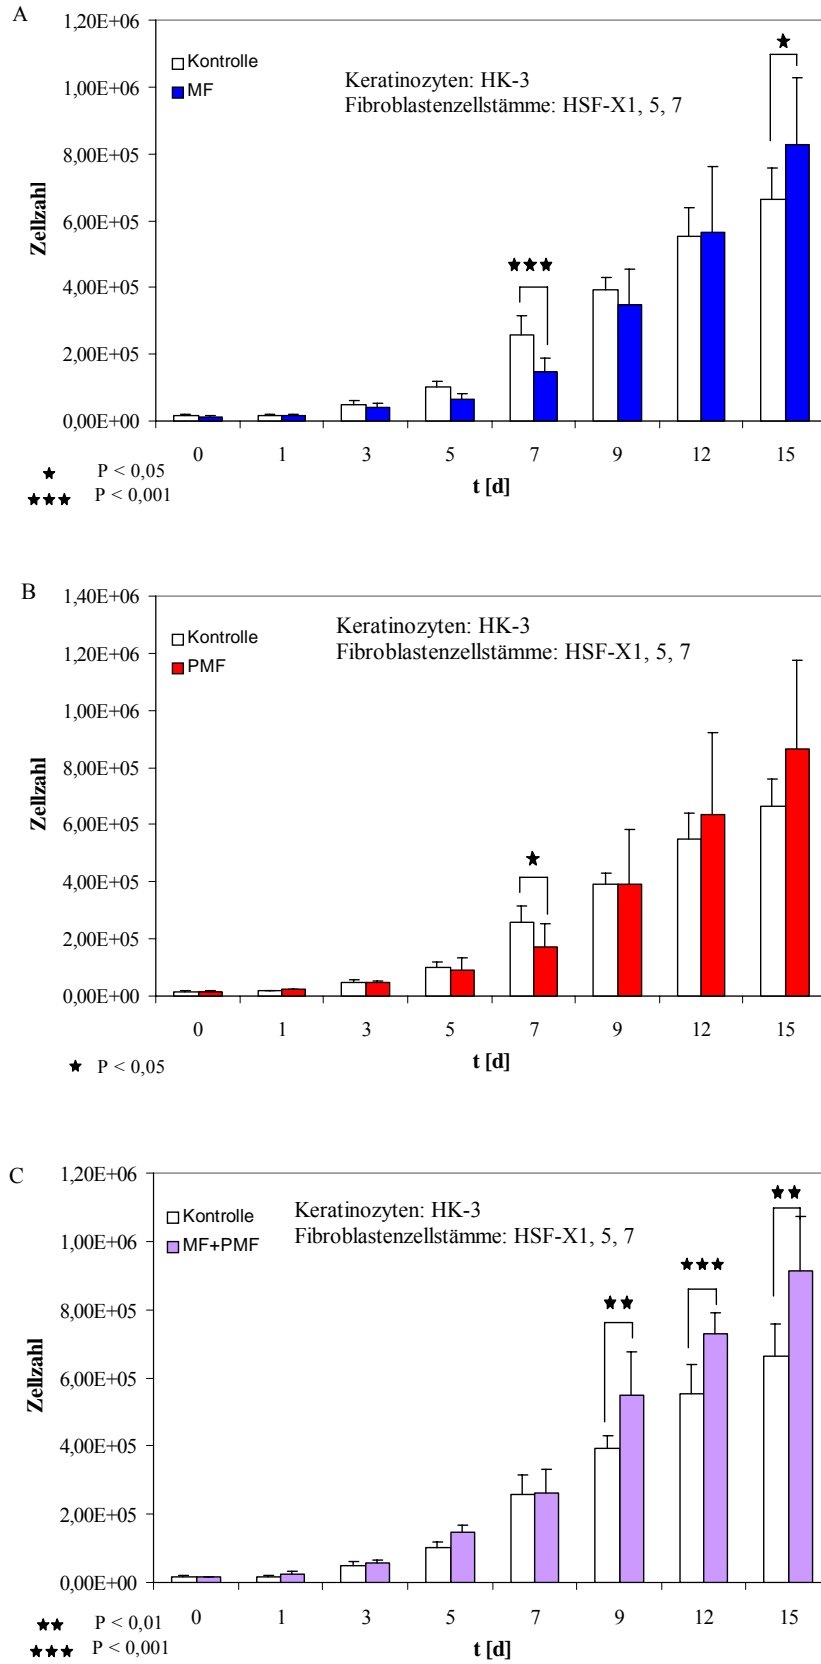 A
1,20E+06
1,00E+06
8,00E+05
6,00E+05
4,00E+05
2,00E+05
0,00E+00
Zellzahl
Kontrolle
MF
Keratinozyten: HK-3
Fibroblastenzellstämme: HSF-X1, 5, 7
★
★★★
0 1 3 5 7 9 12 15
t [d]
★ P < 0,05
★★★ P < 0,001
B
1,40E+06
1,20E+06
1,00E+06
8,00E+05
6,00E+05
4,00E+05
2,00E+05
0,00E+00
Zellzahl
Kontrolle
PMF
Keratinozyten: HK-3
Fibroblastenzellstämme: HSF-X1, 5, 7
★
0 1 3 5 7 9 12 15
t [d]
★ P < 0,05
C
1,20E+06
1,00E+06
8,00E+05
6,00E+05
4,00E+05
2,00E+05
0,00E+00
Zellzahl
Kontrolle
MF+PMF
Keratinozyten: HK-3
Fibroblastenzellstämme: HSF-X1, 5, 7
★★
★★★
★★
0 1 3 5 7 9 12 15
t [d]
★★ P < 0,01
★★★ P < 0,001